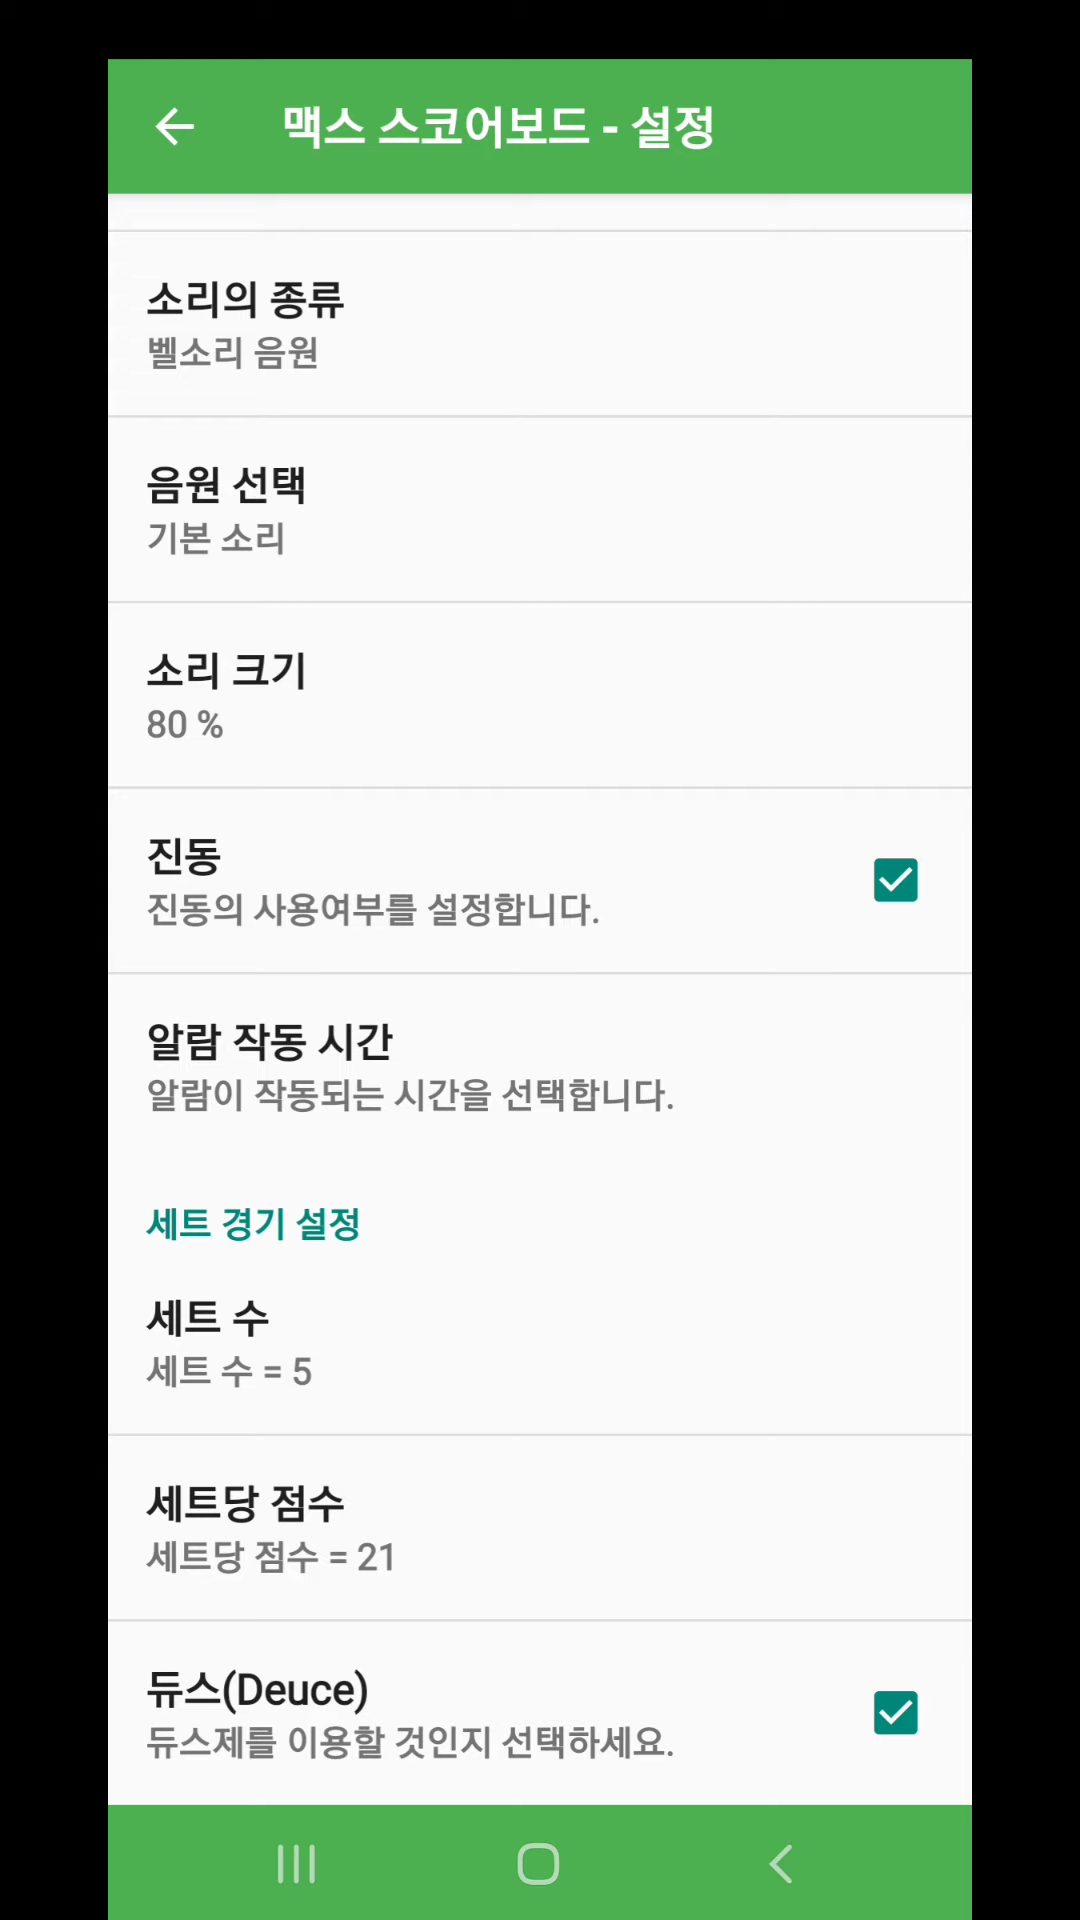 맥스 스코어보드 - 설정
소리의 종류
벨소리 음원
음원 선택
기본 소리
소리 크기
80 %
진동
진동의 사용여부를 설정합니다.
알람 작동 시간
알람이 작동되는 시간을 선택합니다.
세트 경기 설정
세트 수
세트 수 = 5
세트당 점수
세트당 점수 = 21
듀스(Deuce)
듀스제를 이용할 것인지 선택하세요.